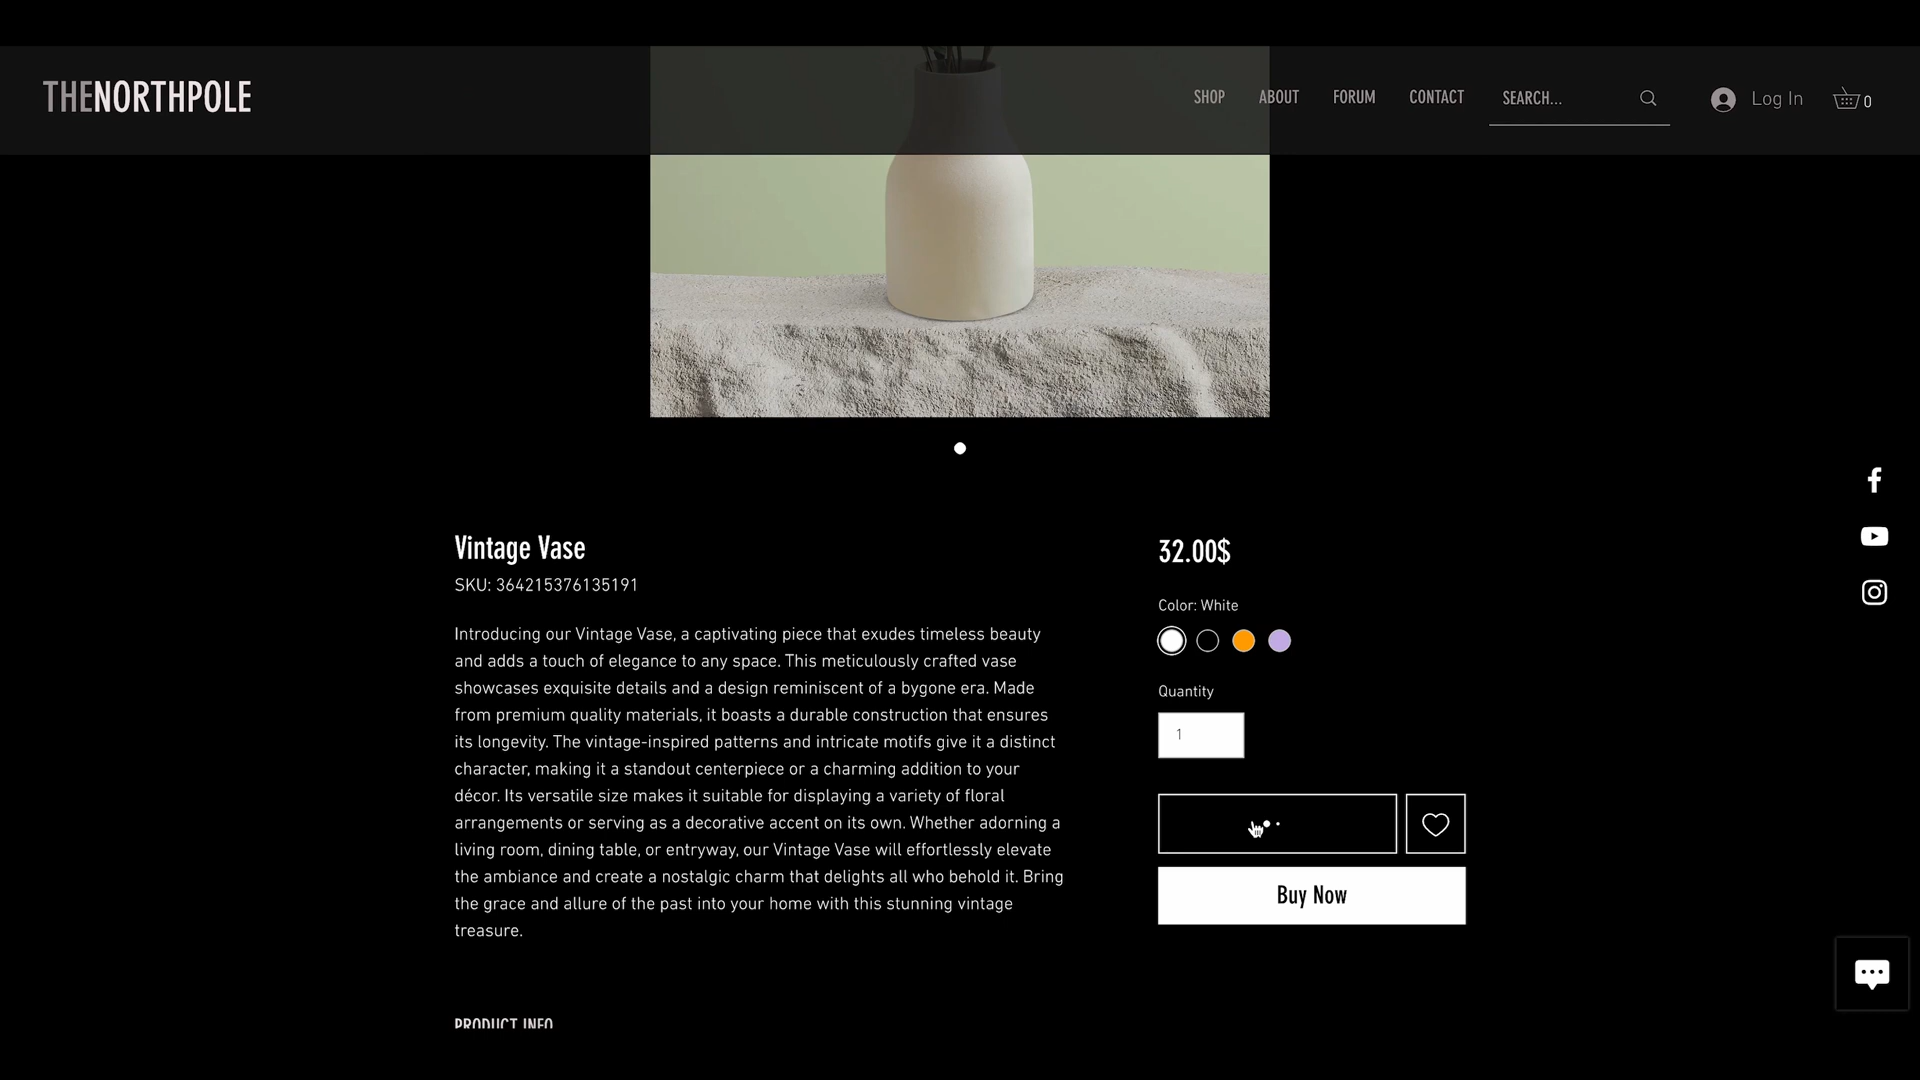 THENORTHPOLE
SHOP
ABOUT
FORUM
CONTACT
SEARCH...
Log In
0
Vintage Vase
SKU: 364215376135191
Introducing our Vintage Vase, a captivating piece that exudes timeless beauty
and adds a touch of elegance to any space. This meticulously crafted vase
showcases exquisite details and a design reminiscent of a bygone era. Made
from premium quality materials, it boasts a durable construction that ensures
its longevity. The vintage-inspired patterns and intricate motifs give it a distinct
character, making it a standout centerpiece or a charming addition to your
décor. Its versatile size makes it suitable for displaying a variety of floral
arrangements or serving as a decorative accent on its own. Whether adorning a
living room, dining table, or entryway, our Vintage Vase will effortlessly elevate
the ambiance and create a nostalgic charm that delights all who behold it. Bring
the grace and allure of the past into your home with this stunning vintage
treasure.
32.00$
Color: White
Quantity
1
Buy Now
PRODUCT INFO